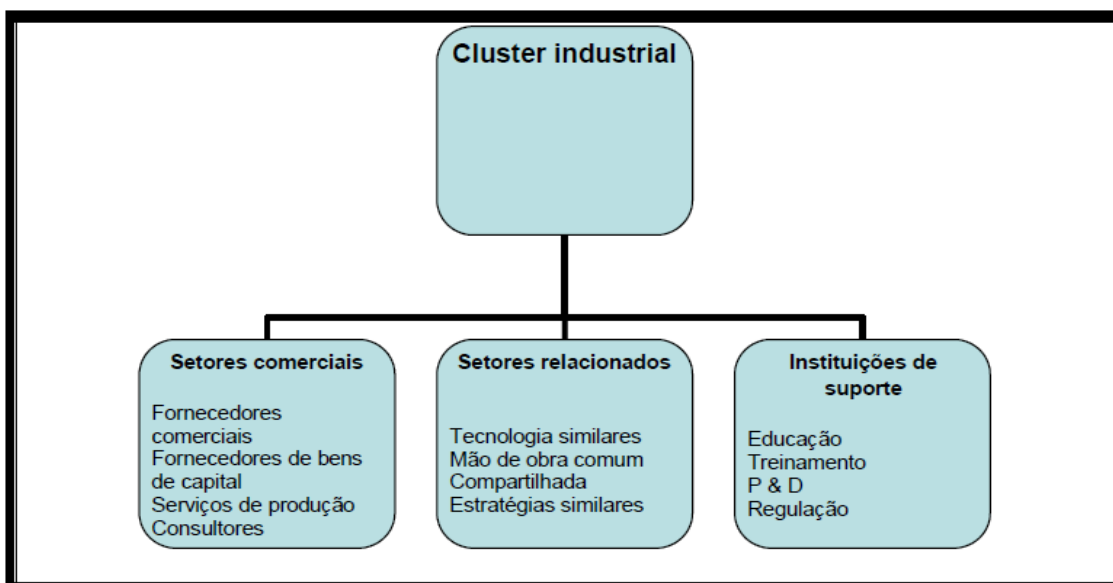 Cluster industrial
Setores comerciais
Fornecedores
comerciais
Fornecedores de bens
de capital
Serviços de produção
Consultores
Setores relacionados
Tecnologia similares
Mão de obra comum
Compartilhada
Estratégias similares
Instituições de
suporte
Educação
Treinamento
P & D
Regulação